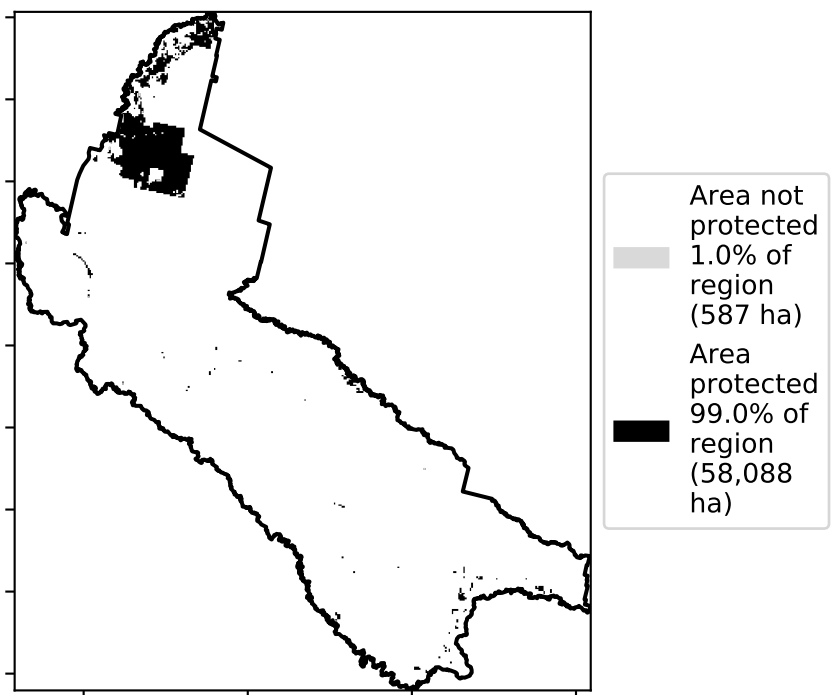 Area not
protected
1.0% of
region
(587 ha)
Area
protected
99.0% of
region
(58,088
ha)